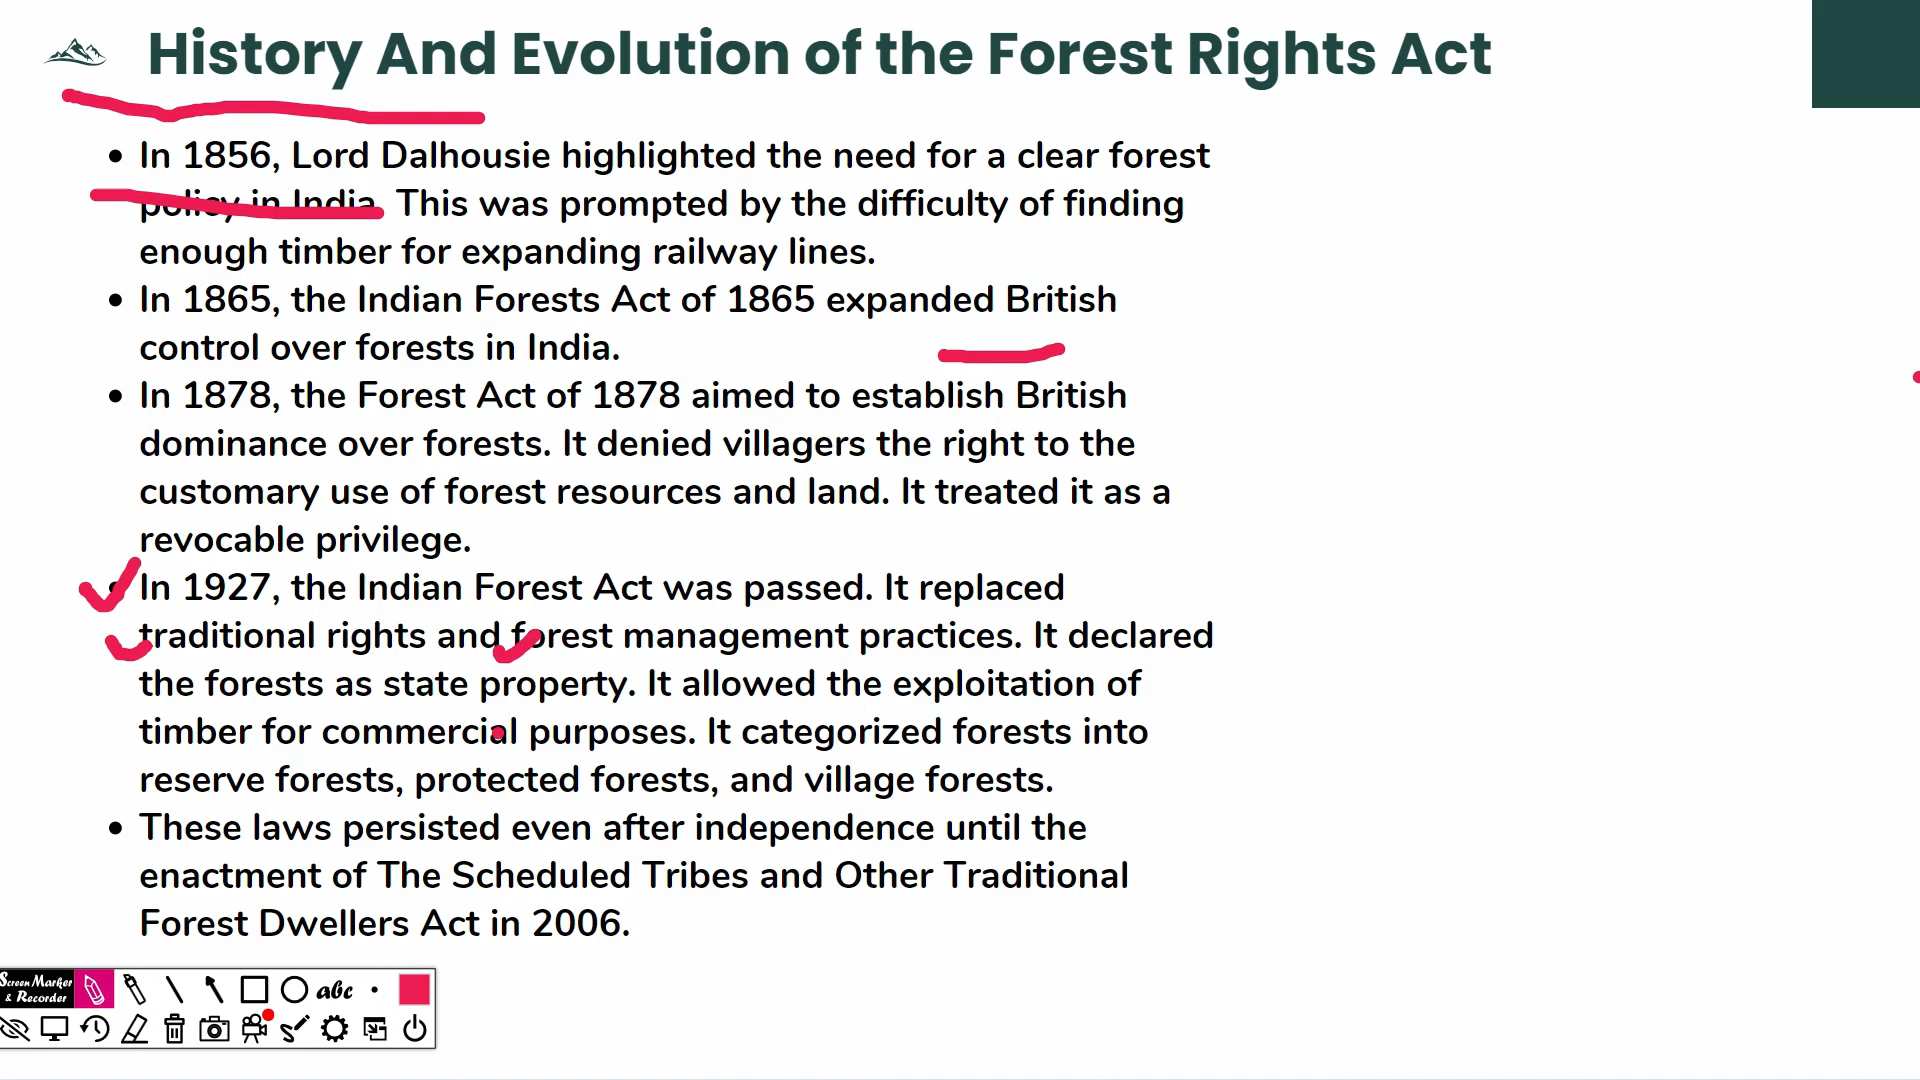 History And Evolution of the Forest Rights Act
• In 1856, Lord Dalhousie highlighted the need for a clear forest
policy in India. This was prompted by the difficulty of finding
enough timber for expanding railway lines.
• In 1865, the Indian Forests Act of 1865 expanded British
control over forests in India.
• In 1878, the Forest Act of 1878 aimed to establish British
dominance over forests. It denied villagers the right to the
customary use of forest resources and land. It treated it as a
revocable privilege.
• In 1927, the Indian Forest Act was passed. It replaced
traditional rights and forest management practices. It declared
the forests as state property. It allowed the exploitation of
timber for commercial purposes. It categorized forests into
reserve forests, protected forests, and village forests.
• These laws persisted even after independence until the
enactment of The Scheduled Tribes and Other Traditional
Forest Dwellers Act in 2006.
Screen Marker
& Recorder
abc